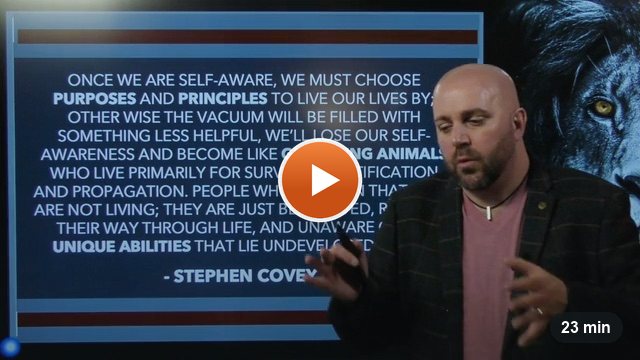 ONCE WE ARE SELF-AWARE, WE MUST CHOOSE
PURPOSES AND PRINCIPLES TO LIVE OUR LIVES BY;
OTHER WISE THE VACUUM WILL BE FILLED WITH
SOMETHING LESS HELPFUL, WE'LL LOSE OUR SELF-
AWARENESS AND BECOME LIKE ANIMALS
WHO LIVE PRIMARILY FOR
AND PROPAGATION. PEOPLE
ARE NOT LIVING; THEY ARE JUST
THEIR WAY THROUGH LIFE, AND UNAWARE
UNIQUE ABILITIES THAT LIE
- STEPHEN COVEY
23 min